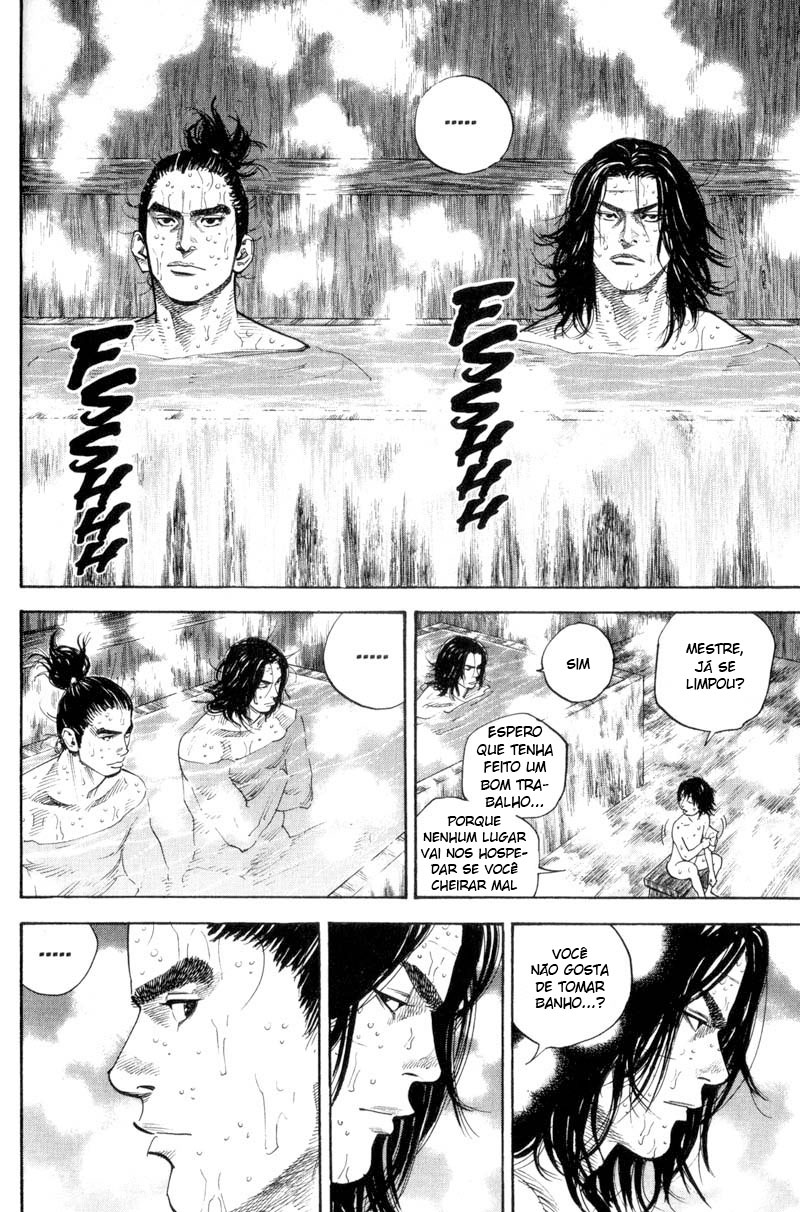 .....
FSSHHH
FSSHHH
MESTRE,
JÁ SE
LIMPOU?
SIM
ESPERO
QUE TENHA
FEITO UM
BOM TRA-
BALHO...
PORQUE
NENHUM LUGAR
VAI NOS HOSPE-
DAR SE VOCÊ
CHEIRAR MAL
.....
VOCÊ
NÃO GOSTA
DE TOMAR
BANHO...?
.....